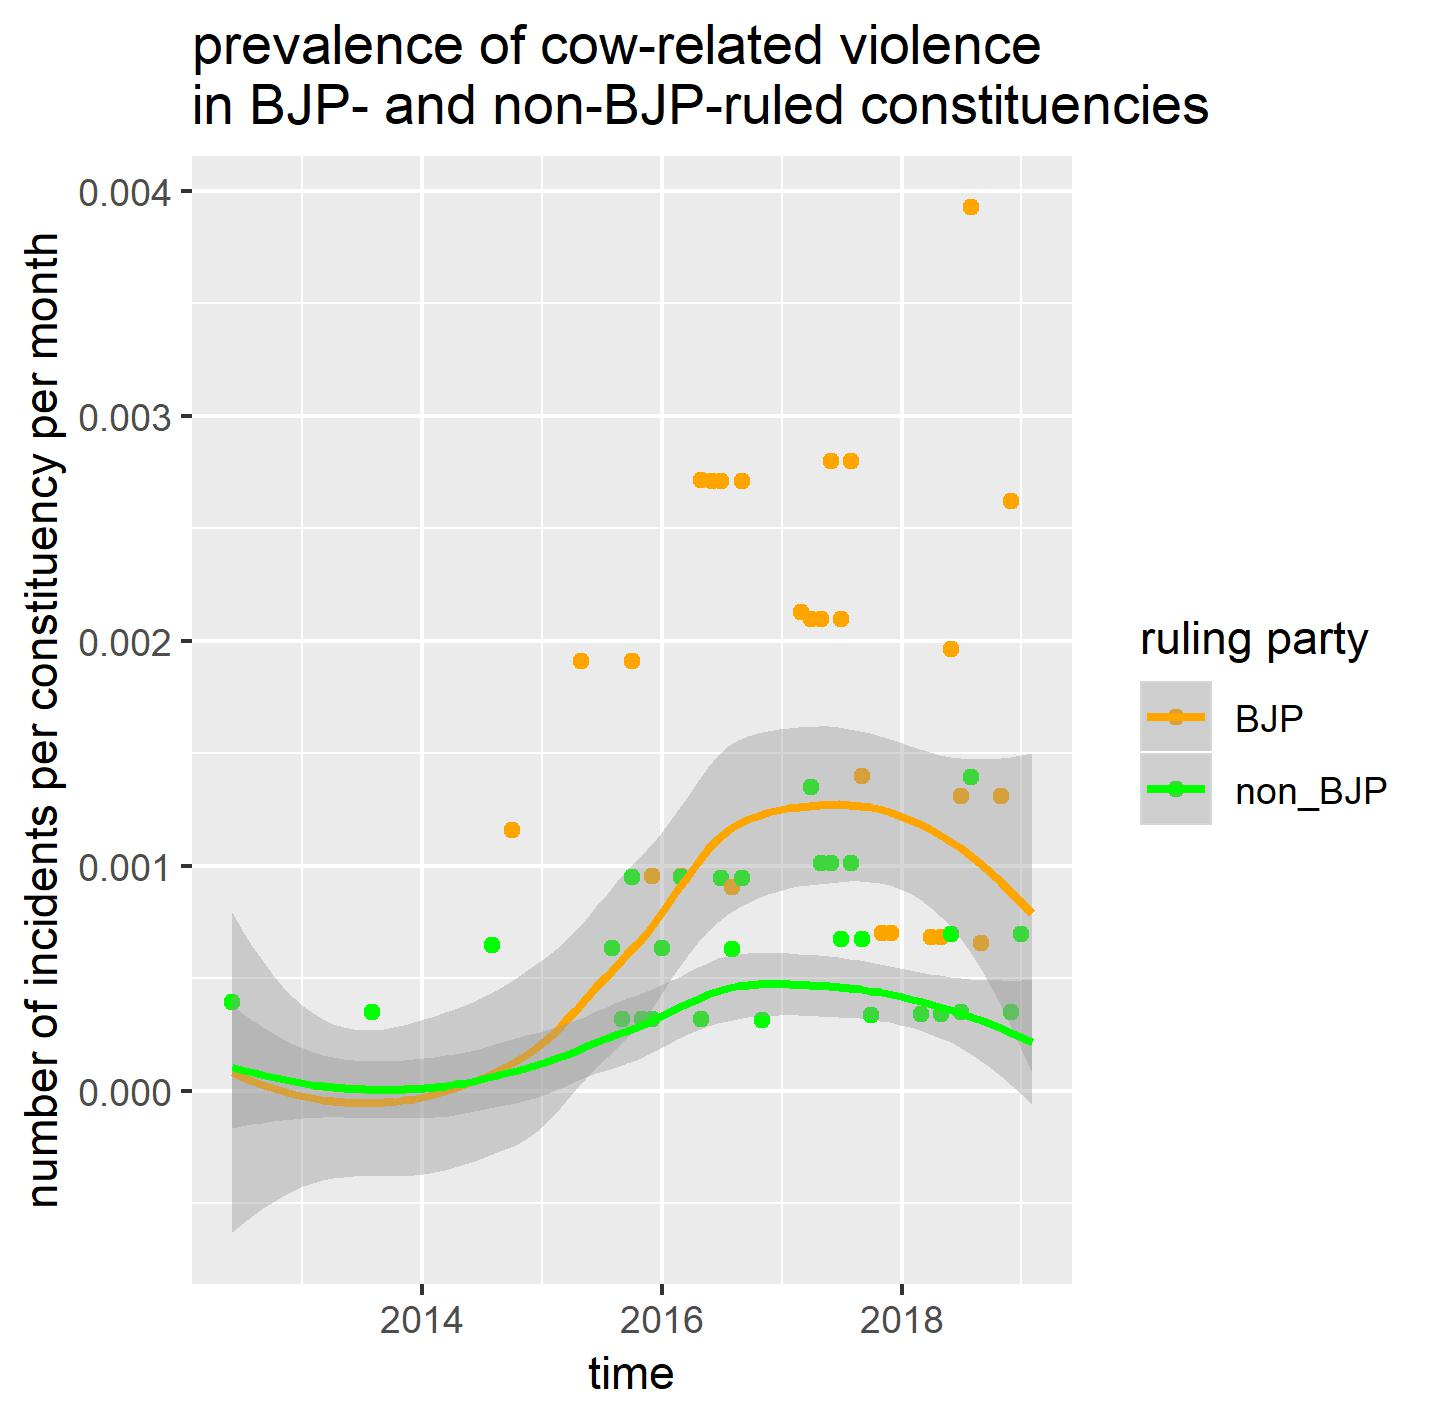 prevalence of cow-related violence
in BJP- and non-BJP-ruled constituencies
number of incidents per constituency per month
0.004
0.003
0.002
0.001
0.000
2014
2016
2018
time
ruling party
BJP
non_BJP